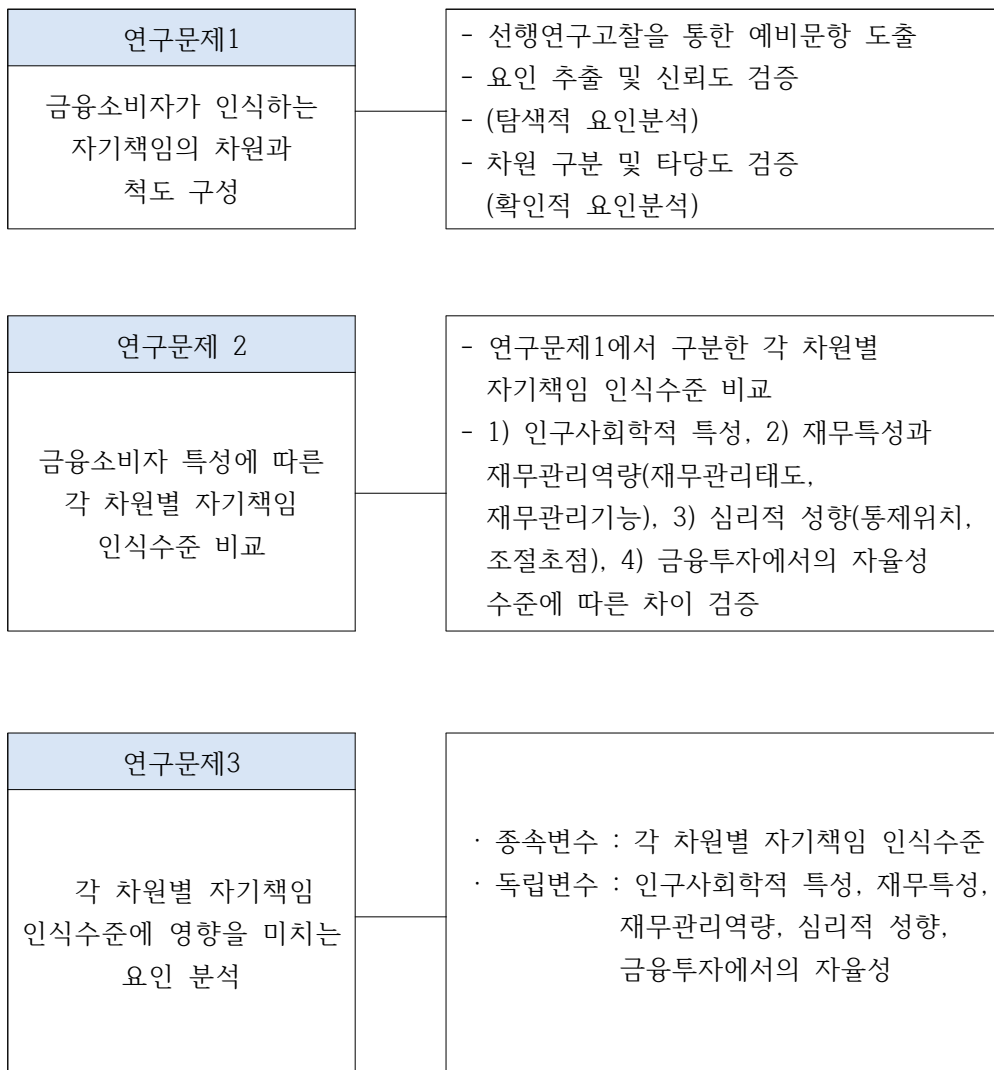 연구문제1
금융소비자가 인식하는
자기책임의 차원과
척도 구성
- 선행연구고찰을 통한 예비문항 도출
- 요인 추출 및 신뢰도 검증
- (탐색적 요인분석)
- 차원 구분 및 타당도 검증
(확인적 요인분석)
연구문제 2
금융소비자 특성에 따른
각 차원별 자기책임
인식수준 비교
- 연구문제1에서 구분한 각 차원별
자기책임 인식수준 비교
- 1) 인구사회학적 특성, 2) 재무특성과
재무관리역량(재무관리태도,
재무관리기능), 3) 심리적 성향(통제위치,
조절초점), 4) 금융투자에서의 자율성
수준에 따른 차이 검증
연구문제3
각 차원별 자기책임
인식수준에 영향을 미치는
요인 분석
· 종속변수 : 각 차원별 자기책임 인식수준
· 독립변수 : 인구사회학적 특성, 재무특성,
재무관리역량, 심리적 성향,
금융투자에서의 자율성